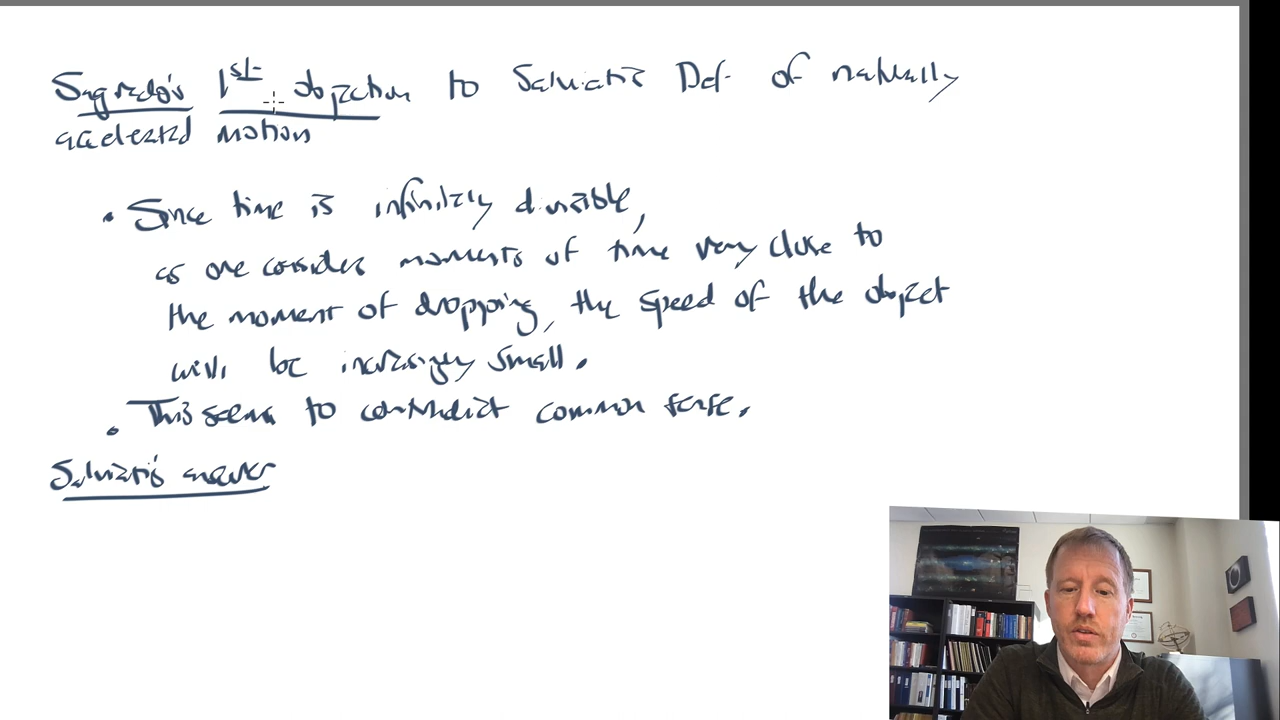 Sagredo's 1st objection to Salviati's Def. of naturally
accelerated motion
• Since time is infinitely divisible,
as one considers moments of time very close to
the moment of dropping, the speed of the object
will be increasingly small.
• This seems to contradict common sense.
Salviati's answer